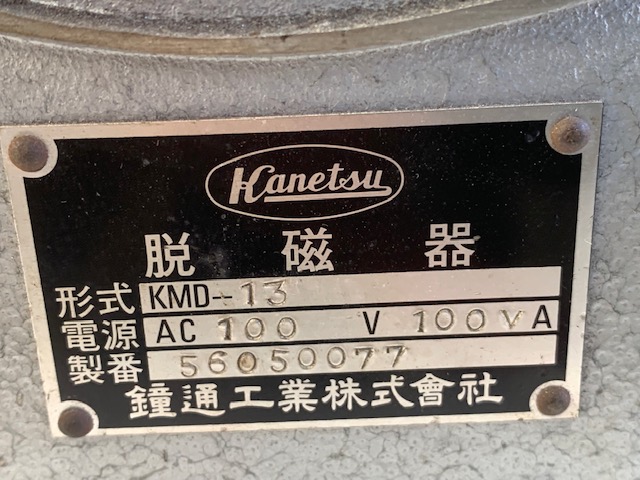 Kanetsu
脱磁器
形式 KMD-13
電源 AC 100 V 100VA
製番 56050077
鐘通工業株式會社